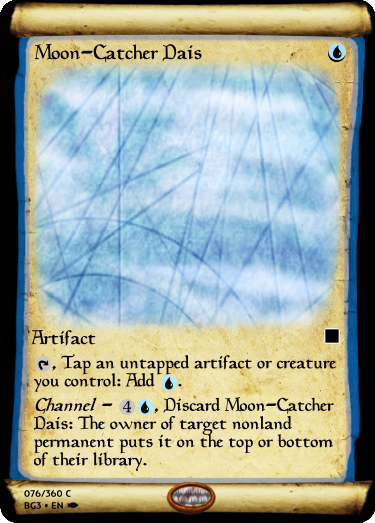 Moon-Catcher Dais
Artifact
, Tap an untapped artifact or creature
you control: Add .
Channel – 4 , Discard Moon-Catcher
Dais: The owner of target nonland
permanent puts it on the top or bottom
of their library.
076/360 C
BG3 • EN